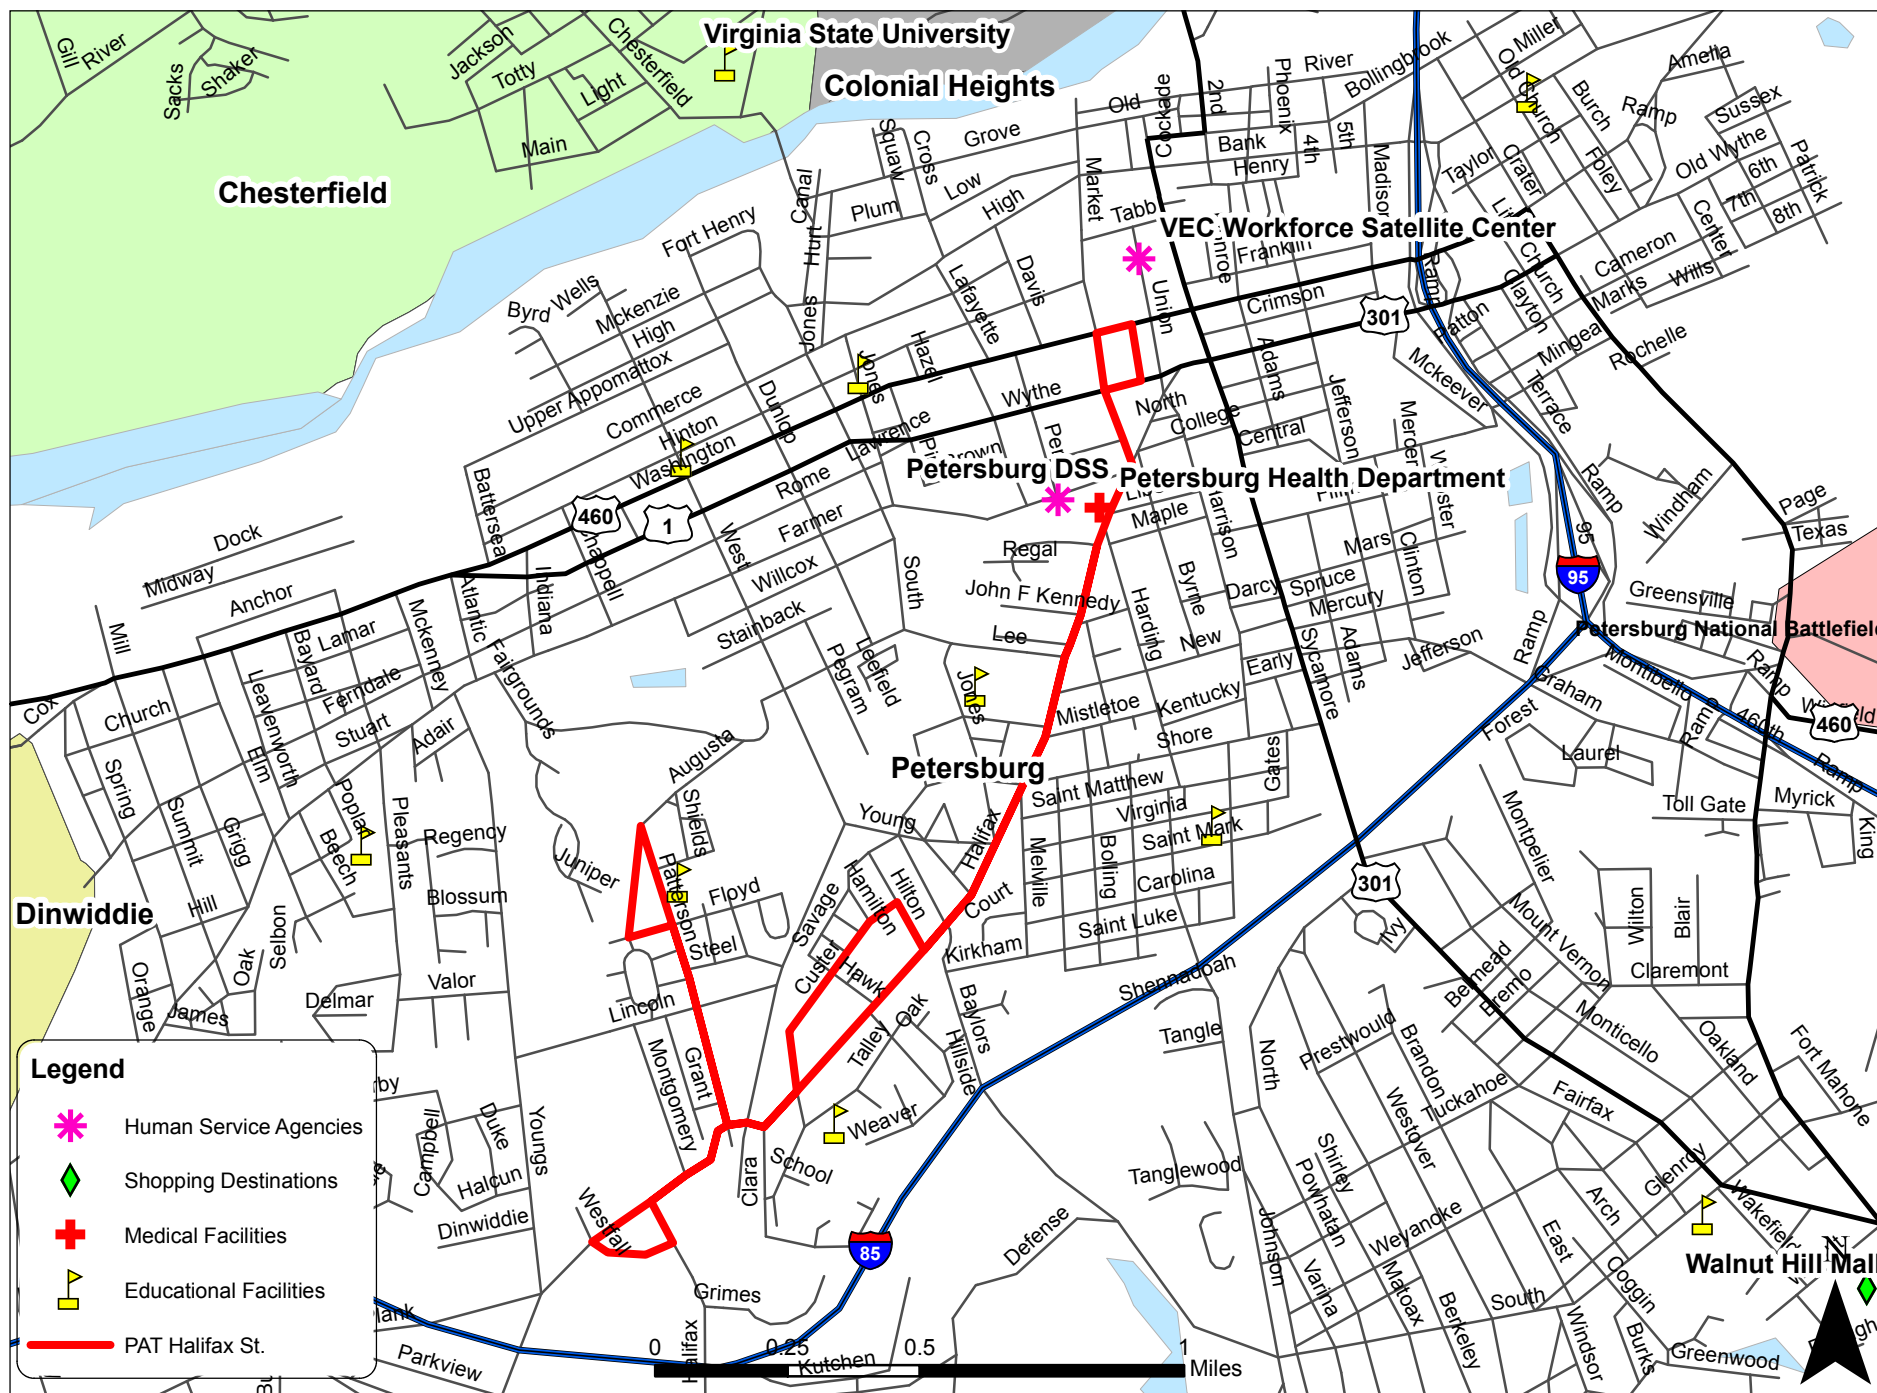 Virginia State University
Colonial Heights
Chesterfield
Gill
River
Sacks
Shaker
Jackson
Totty
Light
Chesterfield
Main
Squaw
Cross
Grove
Low
High
Plum
Canal
Hurt
Jones
Old
Market
Cockade
2nd
Phoenix
River
Bollingbrook
Bank
Henry
4th
5th
Madison
Tabb
Old
Miller
Church
Burch
Ramp
Amelia
Sussex
Old Wythe
6th
7th
8th
Patrick
Center
Taylor
Crater
Foley
Cameron
Marks
Wills
Church
Clayton
Mingea
Rochelle
Terrace
VEC Workforce Satellite Center
Franklin
Union
Crimson
Ramp
301
Mckeever
Fort Henry
Byrd
Wells
Mckenzie
High
Upper Appomattox
Commerce
Hinton
Washington
Dunlop
Lafayette
Davis
Hazel
Jones
Wythe
Lawrence
Rome
Farmer
Willcox
Stainback
West
Battersea
460
1
Chappell
Indiana
Atlantic
Fairgrounds
Dock
Midway
Anchor
Lamar
Mill
Bayard
Ferndale
Mckenney
Leavenworth
Stuart
Adair
Elm
Church
Cox
Spring
Summit
Grigg
Hill
Poplar
Beech
Pleasants
Regency
Blossum
Valor
Selbon
Oak
Orange
James
Delmar
North
College
Central
Adams
Jefferson
Petersburg DSS
Petersburg Health Department
Maple
Harrison
Regal
John F Kennedy
Lee
South
Pegram
Leefield
Jones
Harding
Byrne
Darcy
Spruce
Mars
Clinton
Mercury
New
Early
Sycamore
Adams
Jefferson
Mistletoe
Kentucky
Shore
Gates
Petersburg
Saint Matthew
Virginia
Saint Mark
Carolina
Saint Luke
Melville
Boling
Kirkham
Court
Halifax
Young
Hilton
Hamilton
Savage
Custer
Hawk
Talley
Oak
Baylors
Hillside
Weaver
School
Clara
Augusta
Shields
Patterson
Floyd
Steel
Juniper
Lincoln
Montgomery
Grant
Westfall
Youngs
Duke
Campbell
Halcun
Dinwiddie
Grimes
Halifax
Kutchen
Parkview
Defense
85
Ramp
Windham
Page
Texas
95
95
Greensville
Petersburg National Battlefield
Ramp
Montibello
Ramp
Graham
Ramp
460th
460
Ramp
Forest
Laurel
Toll Gate
Myrick
King
Montpelier
Wilton
Blair
Claremont
Mount Vernon
Monticello
Oakland
Fort Mahone
301
Ivy
Belmead
Bremo
Shennadoah
Tangle
Tanglewood
North
Prestwould
Brandon
Westover
Tuckahoe
Fairfax
Shirley
Powhatan
Weyanoke
Johnson
Varina
Matoax
Berkeley
South
East
Arch
Glenroy
Wakefield
Coggin
Windsor
Burks
Greenwood
Walnut Hill Mall
N
Dinwiddie
Legend
Human Service Agencies
Shopping Destinations
Medical Facilities
Educational Facilities
PAT Halifax St.
0
0.25
0.5
1
Miles